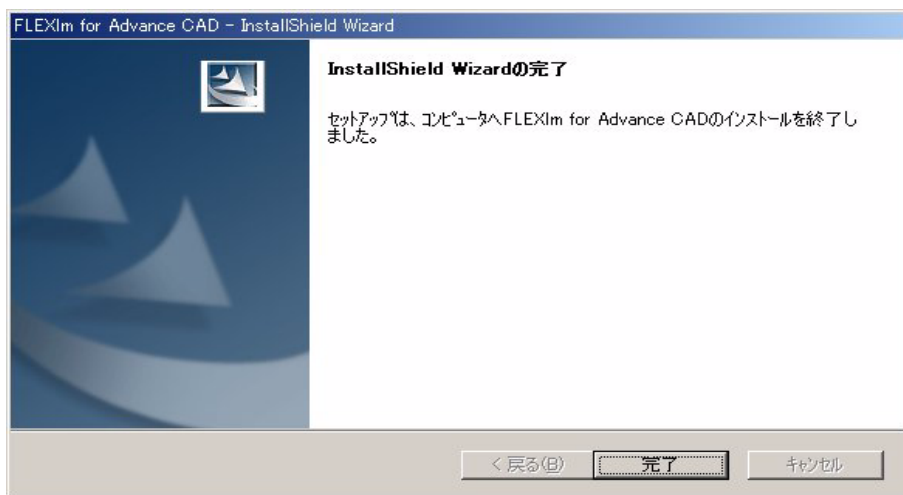 FLEXlm for Advance CAD - InstallShield Wizard
InstallShield Wizardの完了
セットアップは、コンピュータへFLEXlm for Advance CADのインストールを終了し
ました。
< 戻る(B)
完了
キャンセル